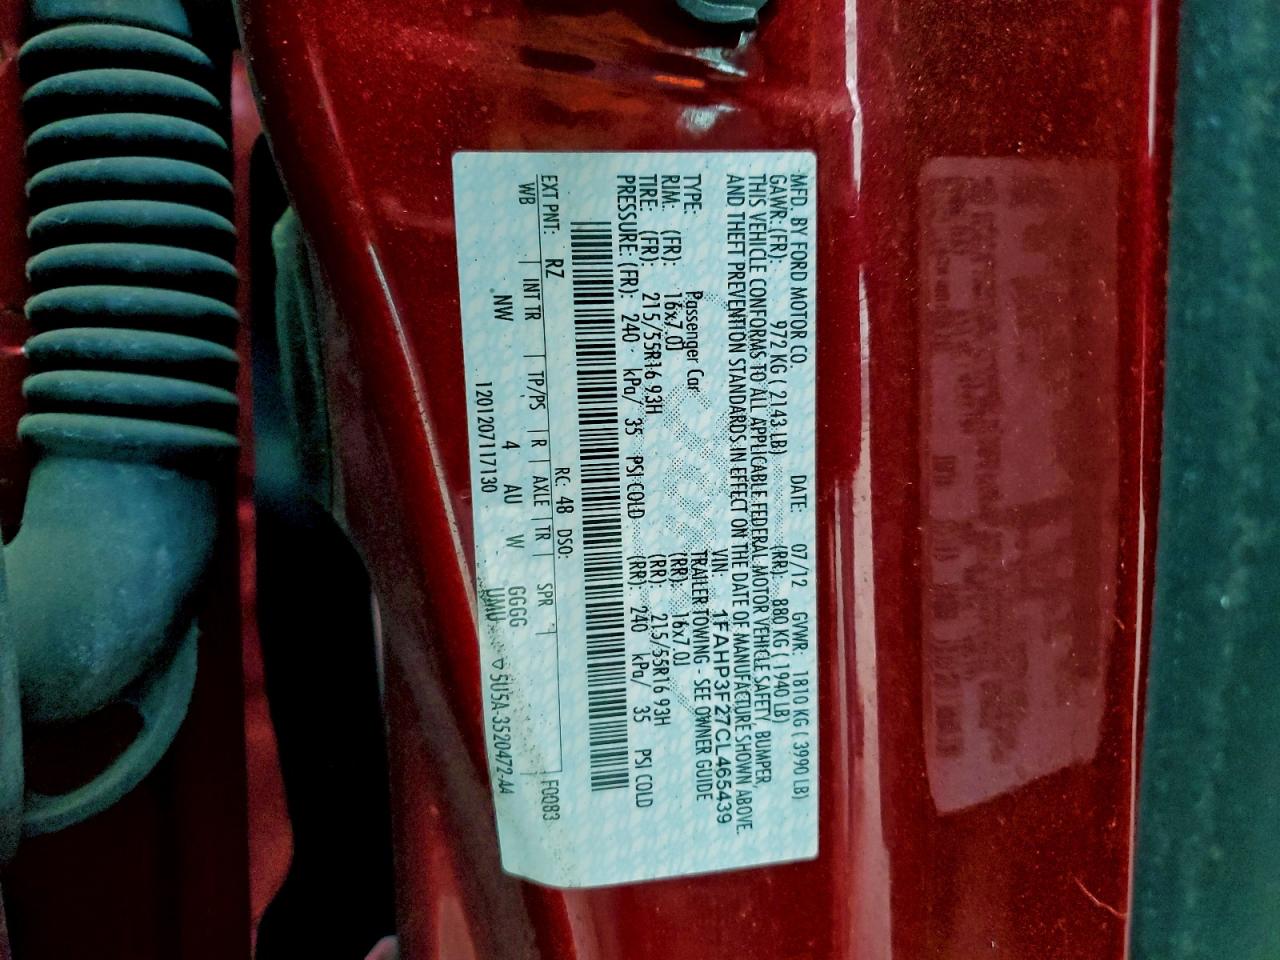 MFD. BY FORD MOTOR CO.
DATE: 07/12 GVWR: 1810 KG ( 3990 LB)
GAWR: (FR): 972 KG ( 2143 LB) (RR): 880 KG ( 1940 LB)
THIS VEHICLE CONFORMS TO ALL APPLICABLE FEDERAL MOTOR VEHICLE SAFETY, BUMPER,
AND THEFT PREVENTION STANDARDS IN EFFECT ON THE DATE OF MANUFACTURE SHOWN ABOVE.
VIN: 1FAHP3F27CL465439
TYPE: Passenger Car TRAILER TOWING - SEE OWNER GUIDE
RIM: (FR): 16x7.0J (RR): 16x7.0J
TIRE: (FR): 215/55R16 93H (RR): 215/55R16 93H
PRESSURE: (FR): 240 kPa/ 35 PSI COLD (RR): 240 kPa/ 35 PSI COLD
RC: 48 DSO: F0083
EXT PNT: RZ
WB INT TR TP/PS R AXLE TR SPR
NW 4 AU W GGGG
UMU 5U5A-3520472-AA
120120711730